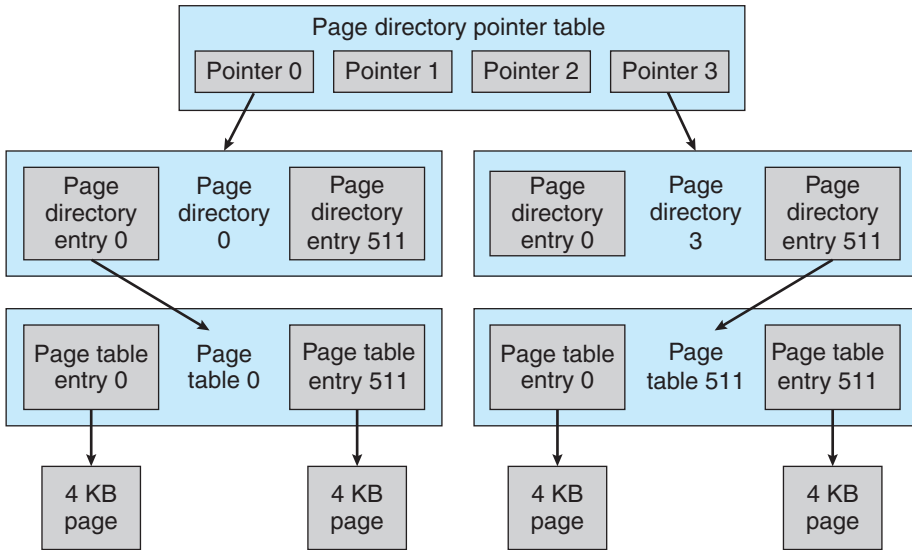 Page directory pointer table
Pointer 0
Pointer 1
Pointer 2
Pointer 3
Page
directory
entry 0
Page
directory
0
Page
directory
entry 511
Page
directory
entry 0
Page
directory
3
Page
directory
entry 511
Page table
entry 0
Page
table 0
Page table
entry 511
Page table
entry 0
Page
table 511
Page table
entry 511
4 KB
page
4 KB
page
4 KB
page
4 KB
page